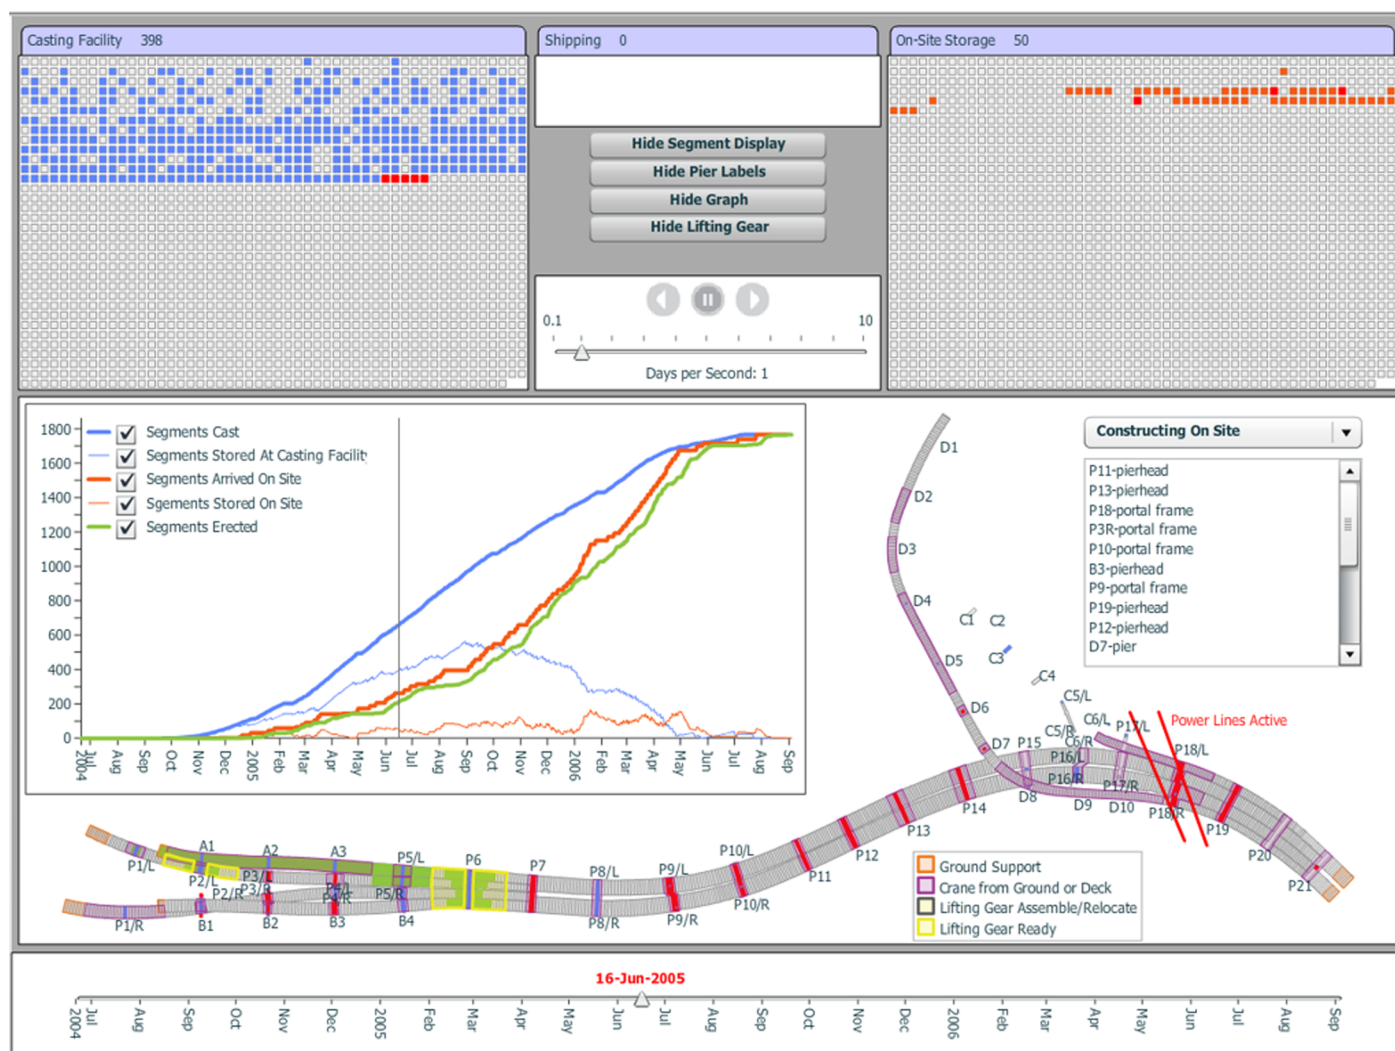 Casting Facility 398
Shipping 0
On-Site Storage 50
Hide Segment Display
Hide Pier Labels
Hide Graph
Hide Lifting Gear
0.1 10
Days per Second: 1
1800
1600
1400
1200
1000
800
600
400
200
0
Segments Cast
Segments Stored At Casting Facility
Segments Arrived On Site
Sgements Stored On Site
Segments Erected
Jul 2004 Aug Sep Oct Nov Dec 2005 Feb Mar Apr May Jun Jul Aug Sep Oct Nov Dec 2006 Feb Mar Apr May Jun Jul Aug Sep
Constructing On Site
P11-pierhead
P13-pierhead
P18-portal frame
P3R-portal frame
P10-portal frame
B3-pierhead
P9-portal frame
P19-pierhead
P12-pierhead
D7-pier
D1
D2
D3
D4
C1 C2
C3
D5
C4
D6
C5/L
C6/L P17/L
Power Lines Active
C5/R
C6/R
D7 P15
P16/L
P18/L
P16/R
P17/R
D8
D9
D10
P18/R
P19
P14
P13
P12
P11
P20
P21
A1 A2 A3
P5/L
P6
P7
P8/L
P9/L
P10/L
P1/L
P2/L
P3/L
P4/L
P2/R
P3/R
P4/R
P5/R
P10/R
P1/R
B1
B2
B3
B4
P8/R
P9/R
Ground Support
Crane from Ground or Deck
Lifting Gear Assemble/Relocate
Lifting Gear Ready
16-Jun-2005
2004 Jul Aug Sep Oct Nov Dec 2005 Feb Mar Apr May Jun Jul Aug Sep Oct Nov Dec 2006 Feb Mar Apr May Jun Jul Aug Sep